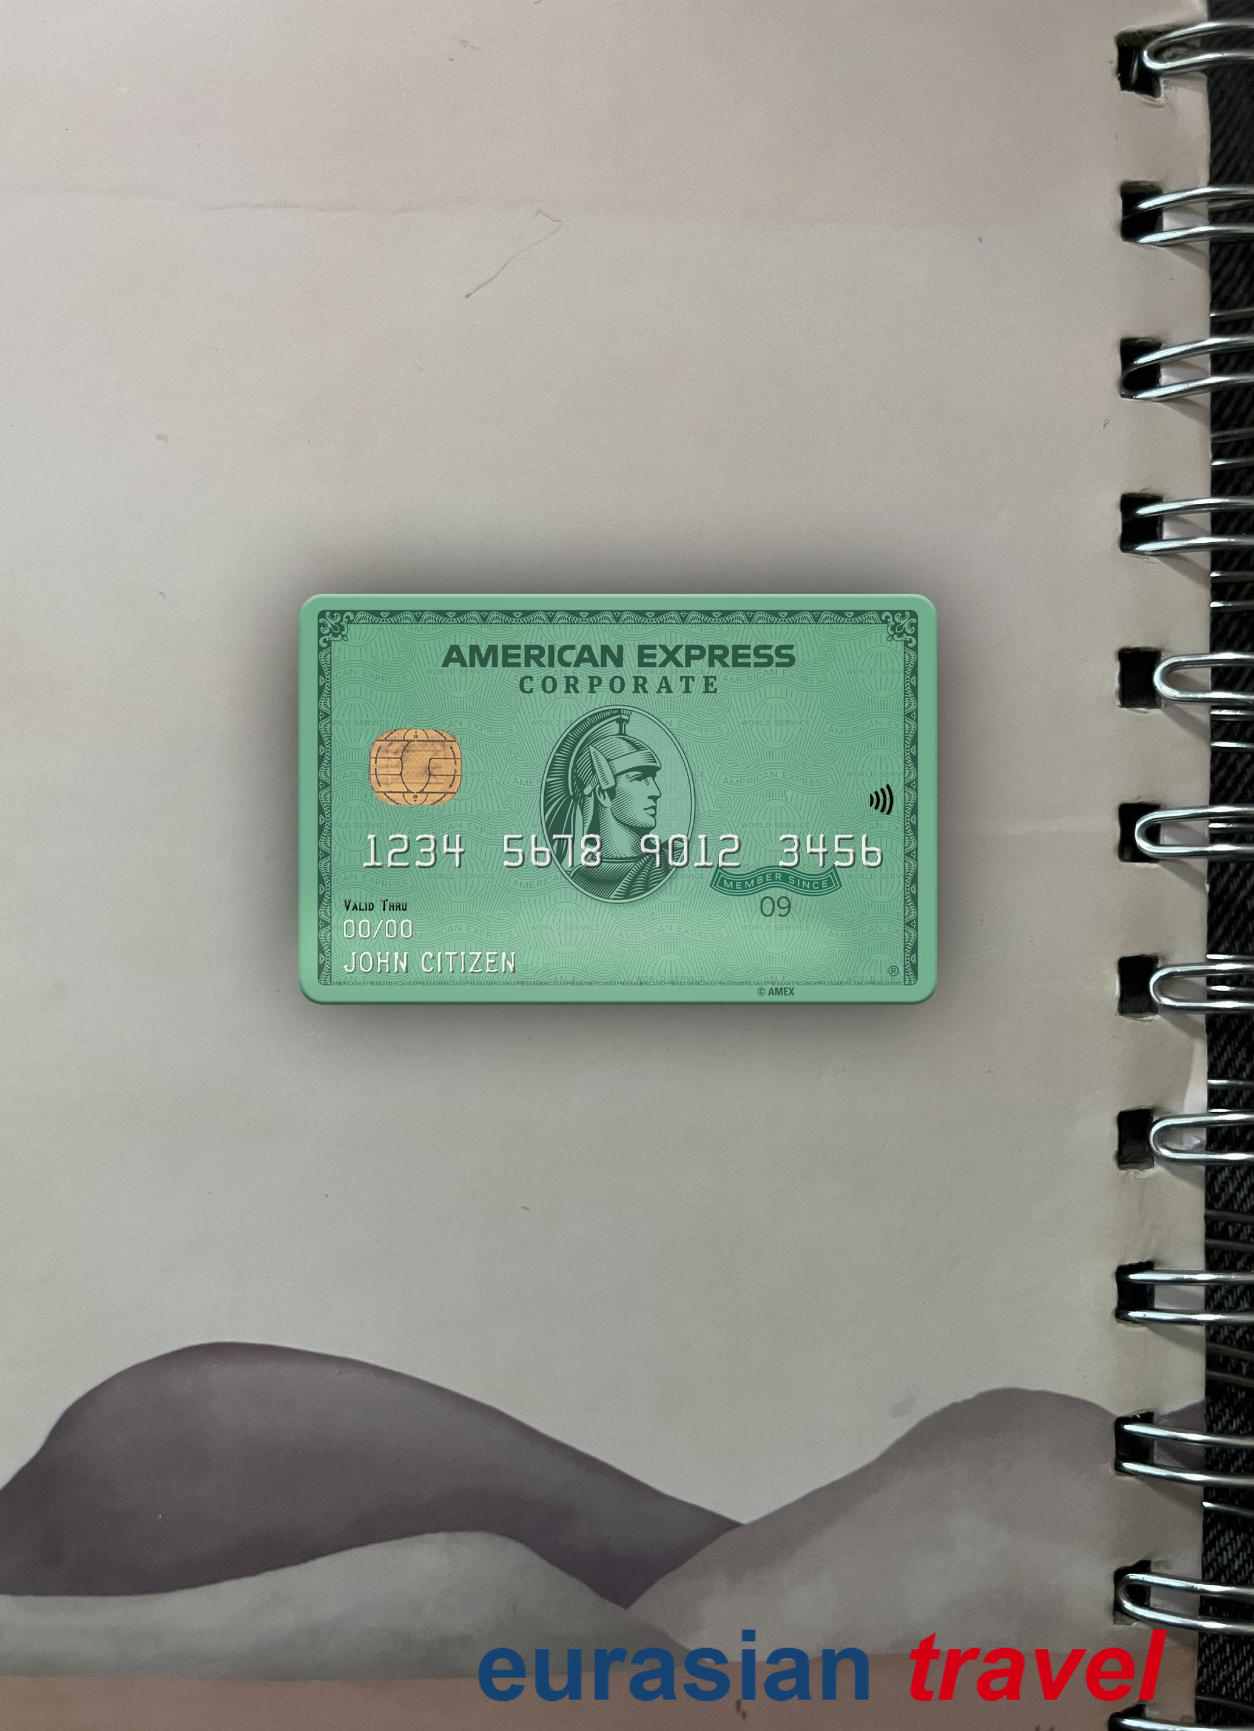 AMERICAN EXPRESS
CORPORATE
1234 5678 9012 3456
MEMBER SINCE
09
Valid Thru
00/00
JOHN CITIZEN
®
© AMEX
eurasian travel